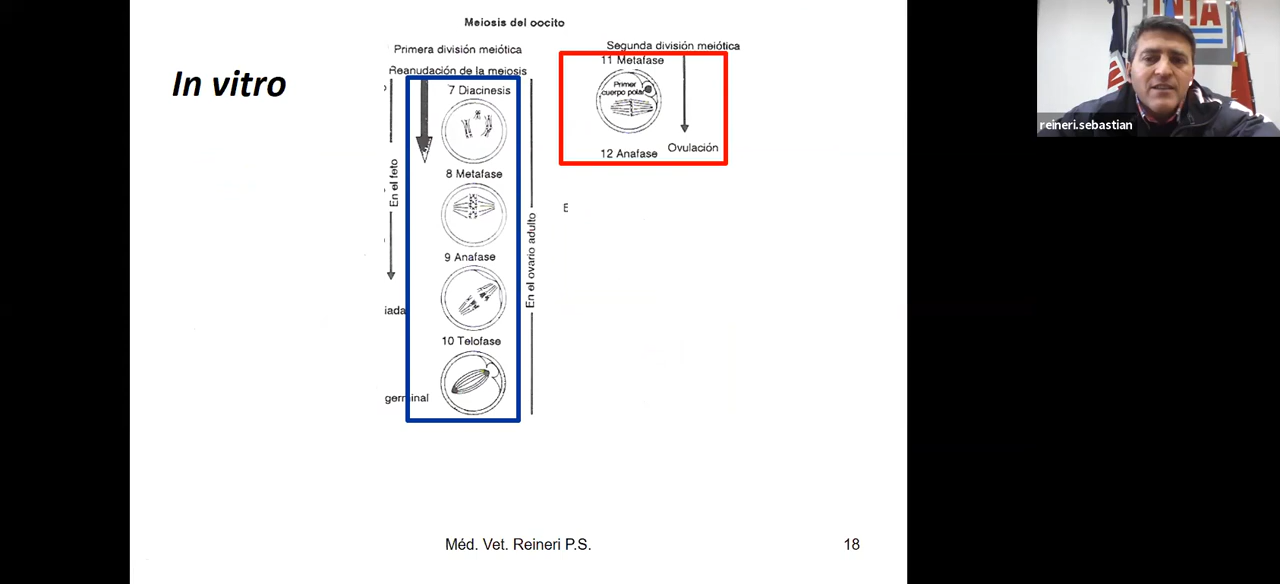 Meiosis del oocito
In vitro
Primera división meiótica
Reanudación de la meiosis
7 Diacinesis
8 Metafase
9 Anafase
10 Telofase
En el feto
iada
germinal
En el ovario adulto
Segunda división meiótica
11 Metafase
Primer
cuerpo polar
12 Anafase
Ovulación
E
Méd. Vet. Reineri P.S.
18
INTA
reineri.sebastian